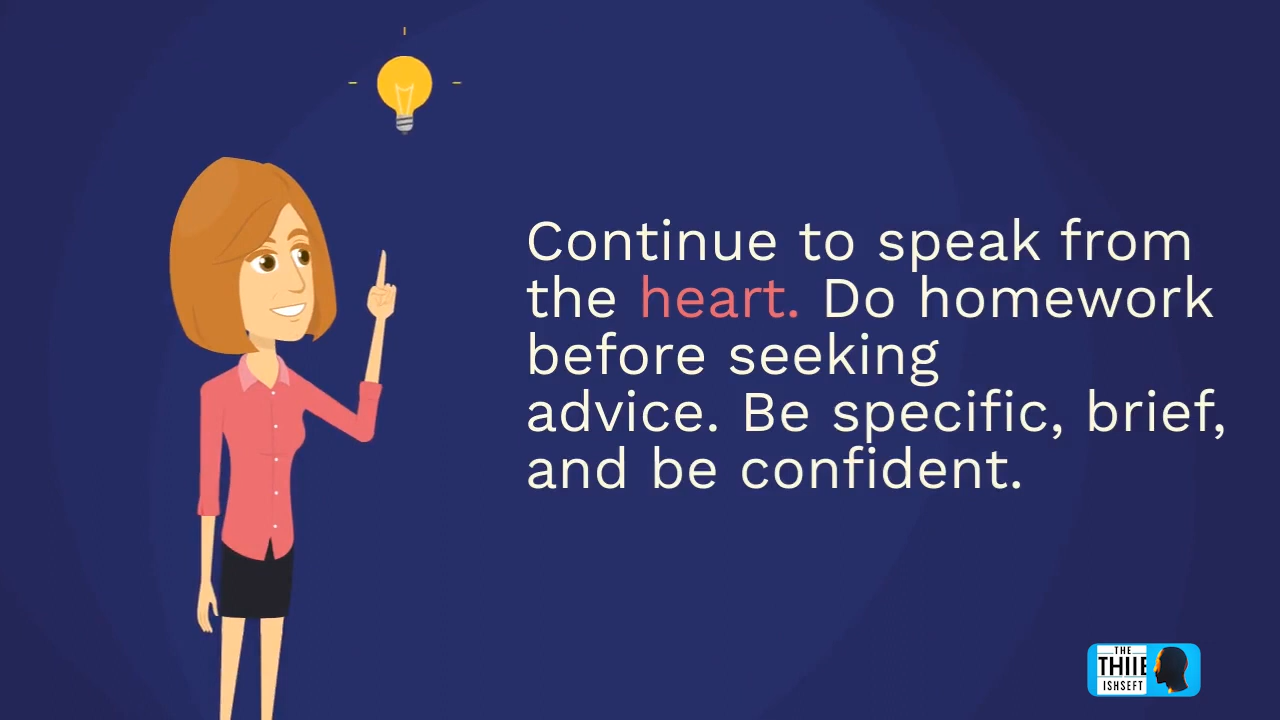 Continue to speak from
the heart. Do homework
before seeking
advice. Be specific, brief,
and be confident.
THE
THIIE
ISHSEFT